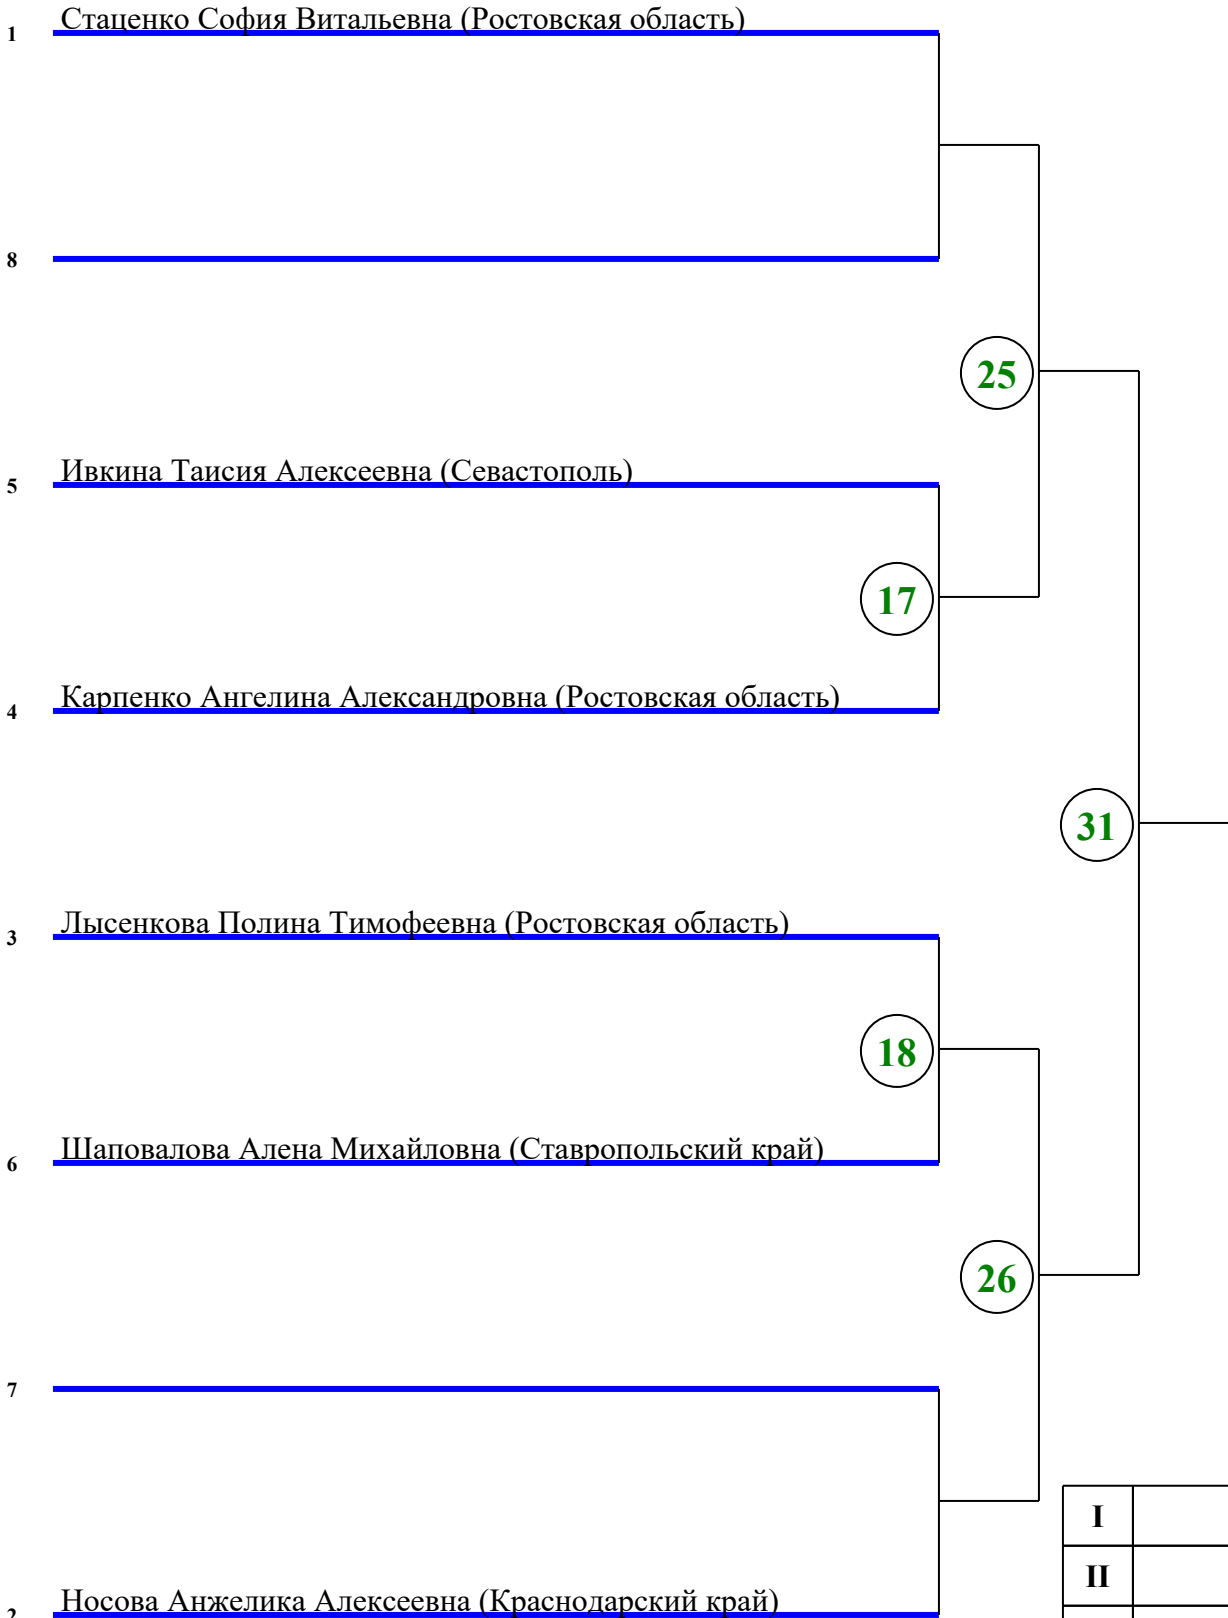 1 Стаценко София Витальевна (Ростовская область)
8
25
5 Ивкина Таисия Алексеевна (Севастополь)
17
4 Карпенко Ангелина Александровна (Ростовская область)
31
3 Лысенкова Полина Тимофеевна (Ростовская область)
18
6 Шаповалова Алена Михайловна (Ставропольский край)
26
7
I
II
2 Носова Анжелика Алексеевна (Краснодарский край)